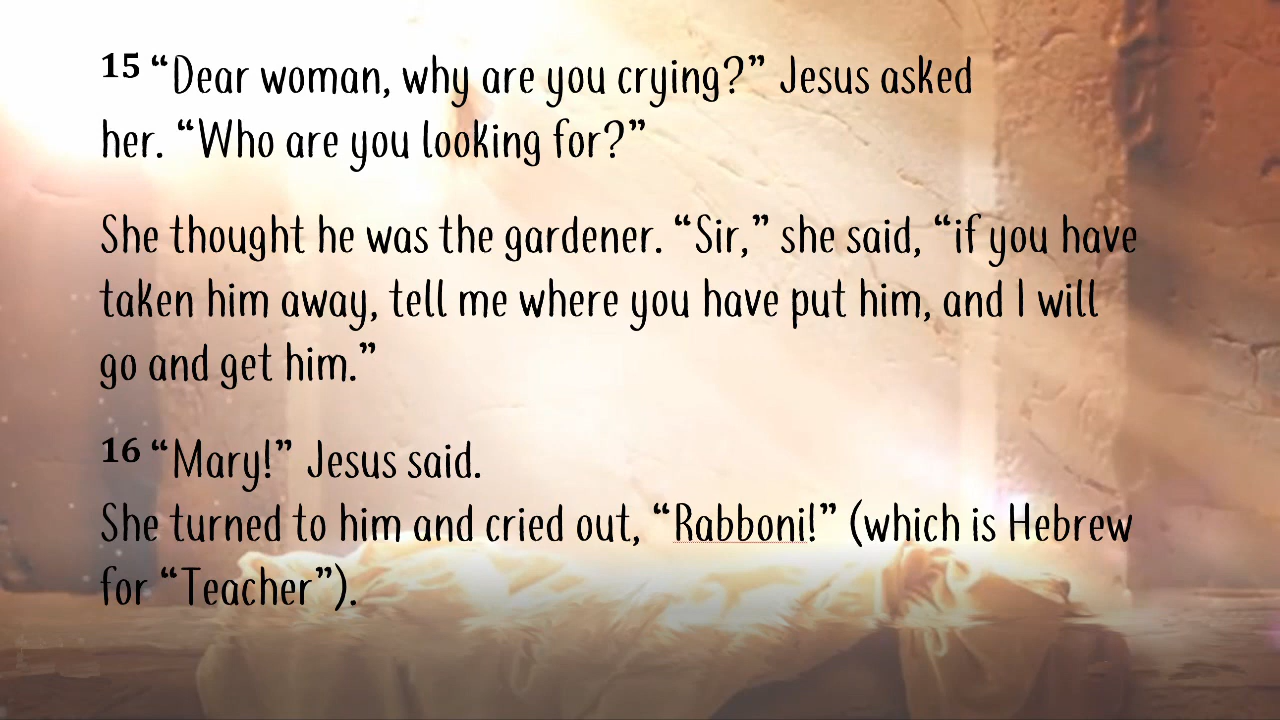 15 “Dear woman, why are you crying?” Jesus asked
her. “Who are you looking for?”
She thought he was the gardener. “Sir,” she said, “if you have
taken him away, tell me where you have put him, and I will
go and get him.”
16 “Mary!” Jesus said.
She turned to him and cried out, “Rabboni!” (which is Hebrew
for “Teacher”).